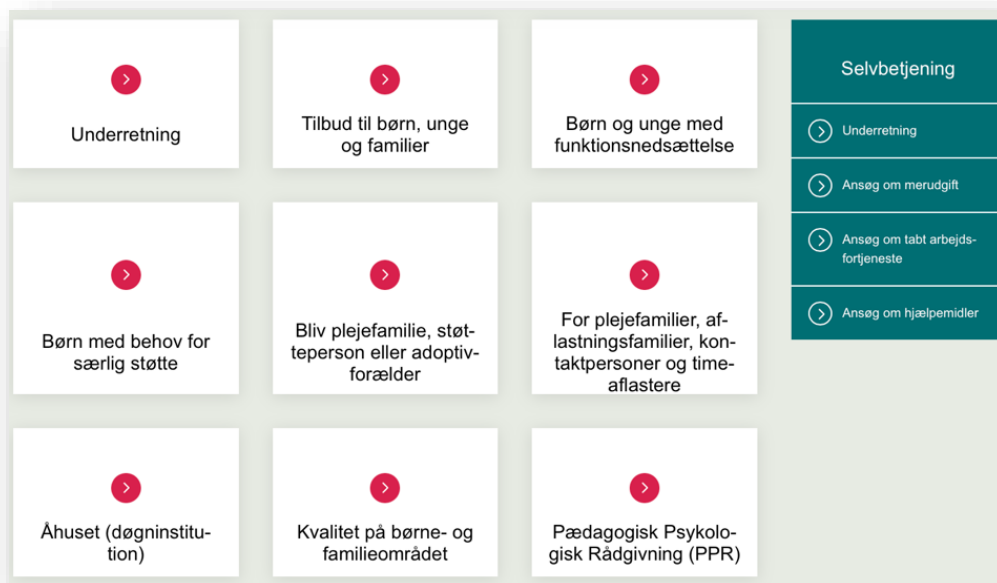 Underretning
Tilbud til børn, unge
og familier
Børn og unge med
funktionsnedsættelse
Børn med behov for
særlig støtte
Bliv plejefamilie, støt-
teperson eller adoptiv-
forælder
For plejefamilier, af-
lastningsfamilier, kon-
taktpersoner og time-
aflastere
Åhuset (døgninstitu-
tion)
Kvalitet på børne- og
familieområdet
Pædagogisk Psykolo-
gisk Rådgivning (PPR)
Selvbetjening
Underretning
Ansøg om merudgift
Ansøg om tabt arbejds-
fortjeneste
Ansøg om hjælpemidler